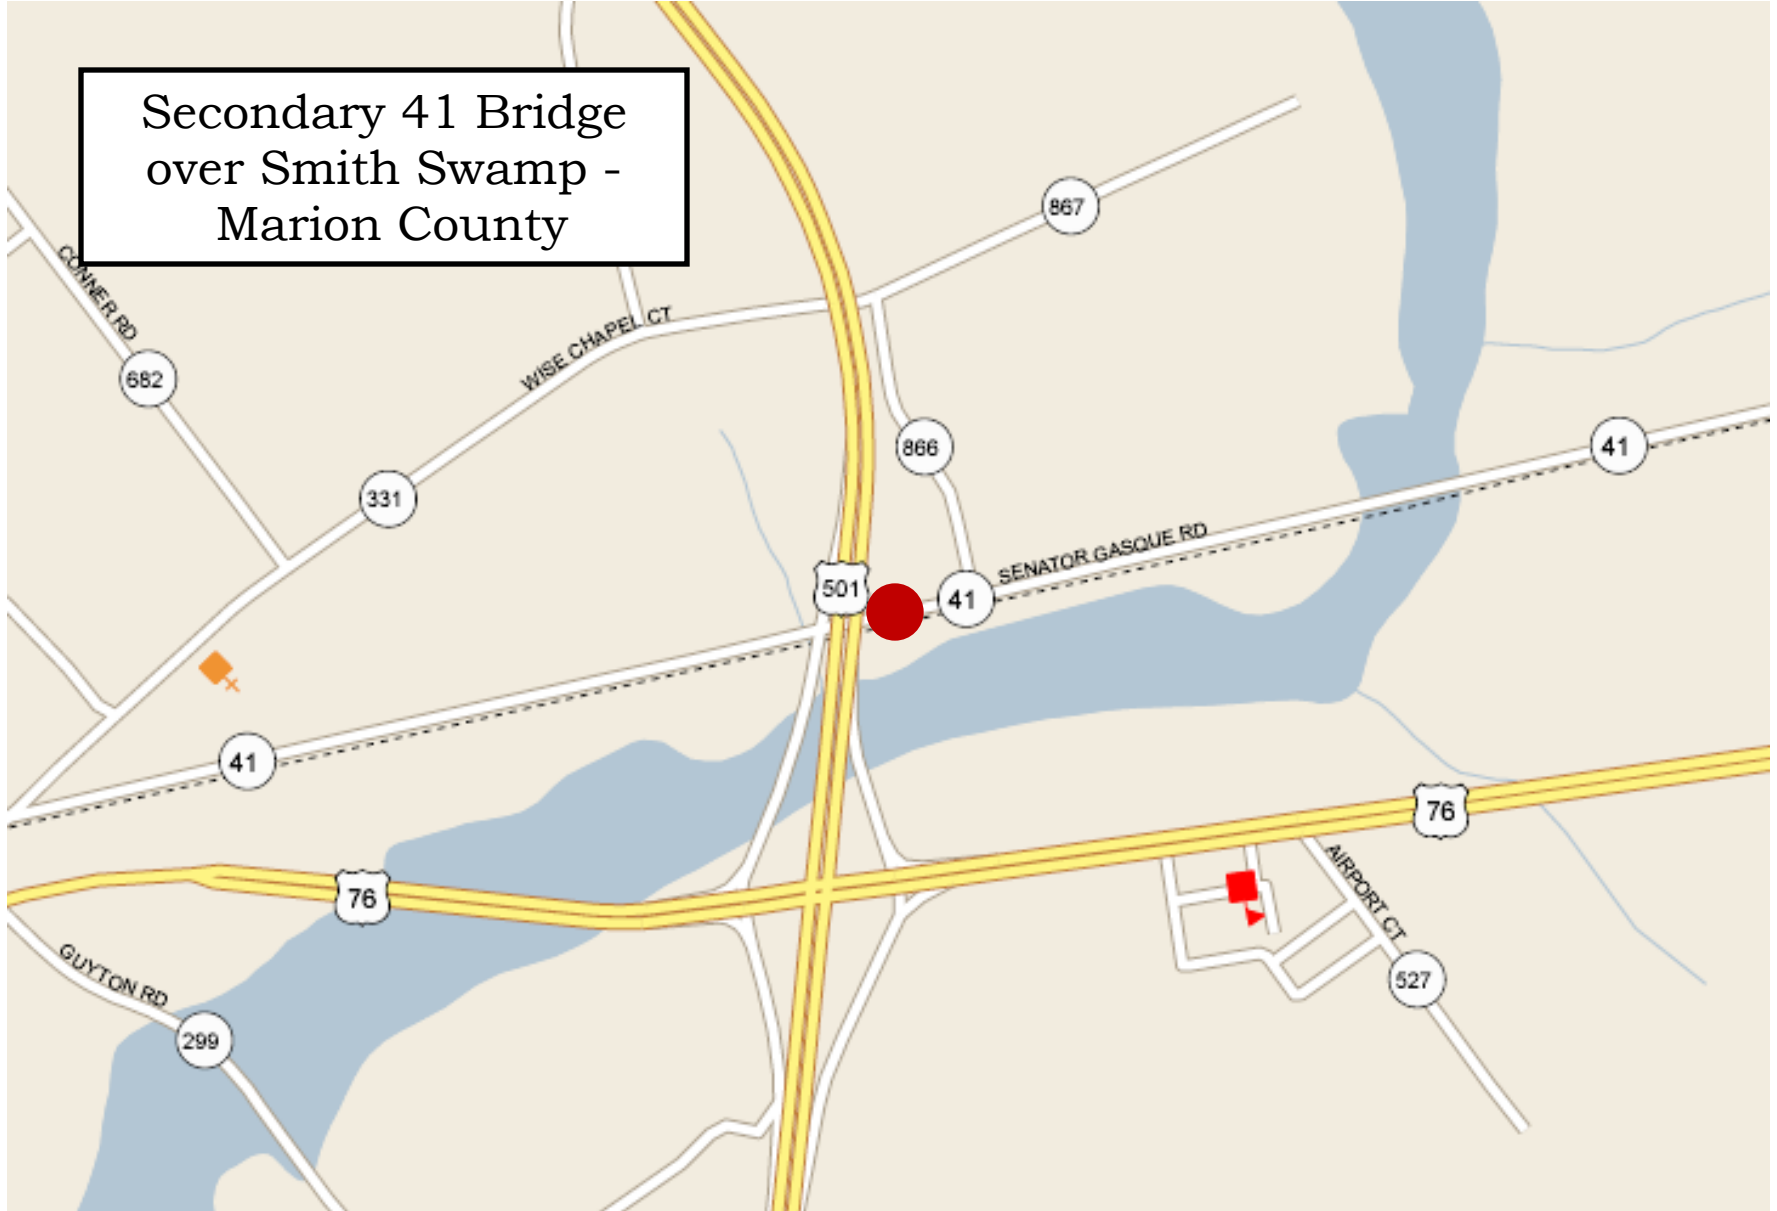 Secondary 41 Bridge
over Smith Swamp -
Marion County
867
CONNER RD
WISE CHAPEL CT
682
866
41
331
SENATOR GASQUE RD
501
41
41
76
76
AIRPORT CT
GUYTON RD
527
299